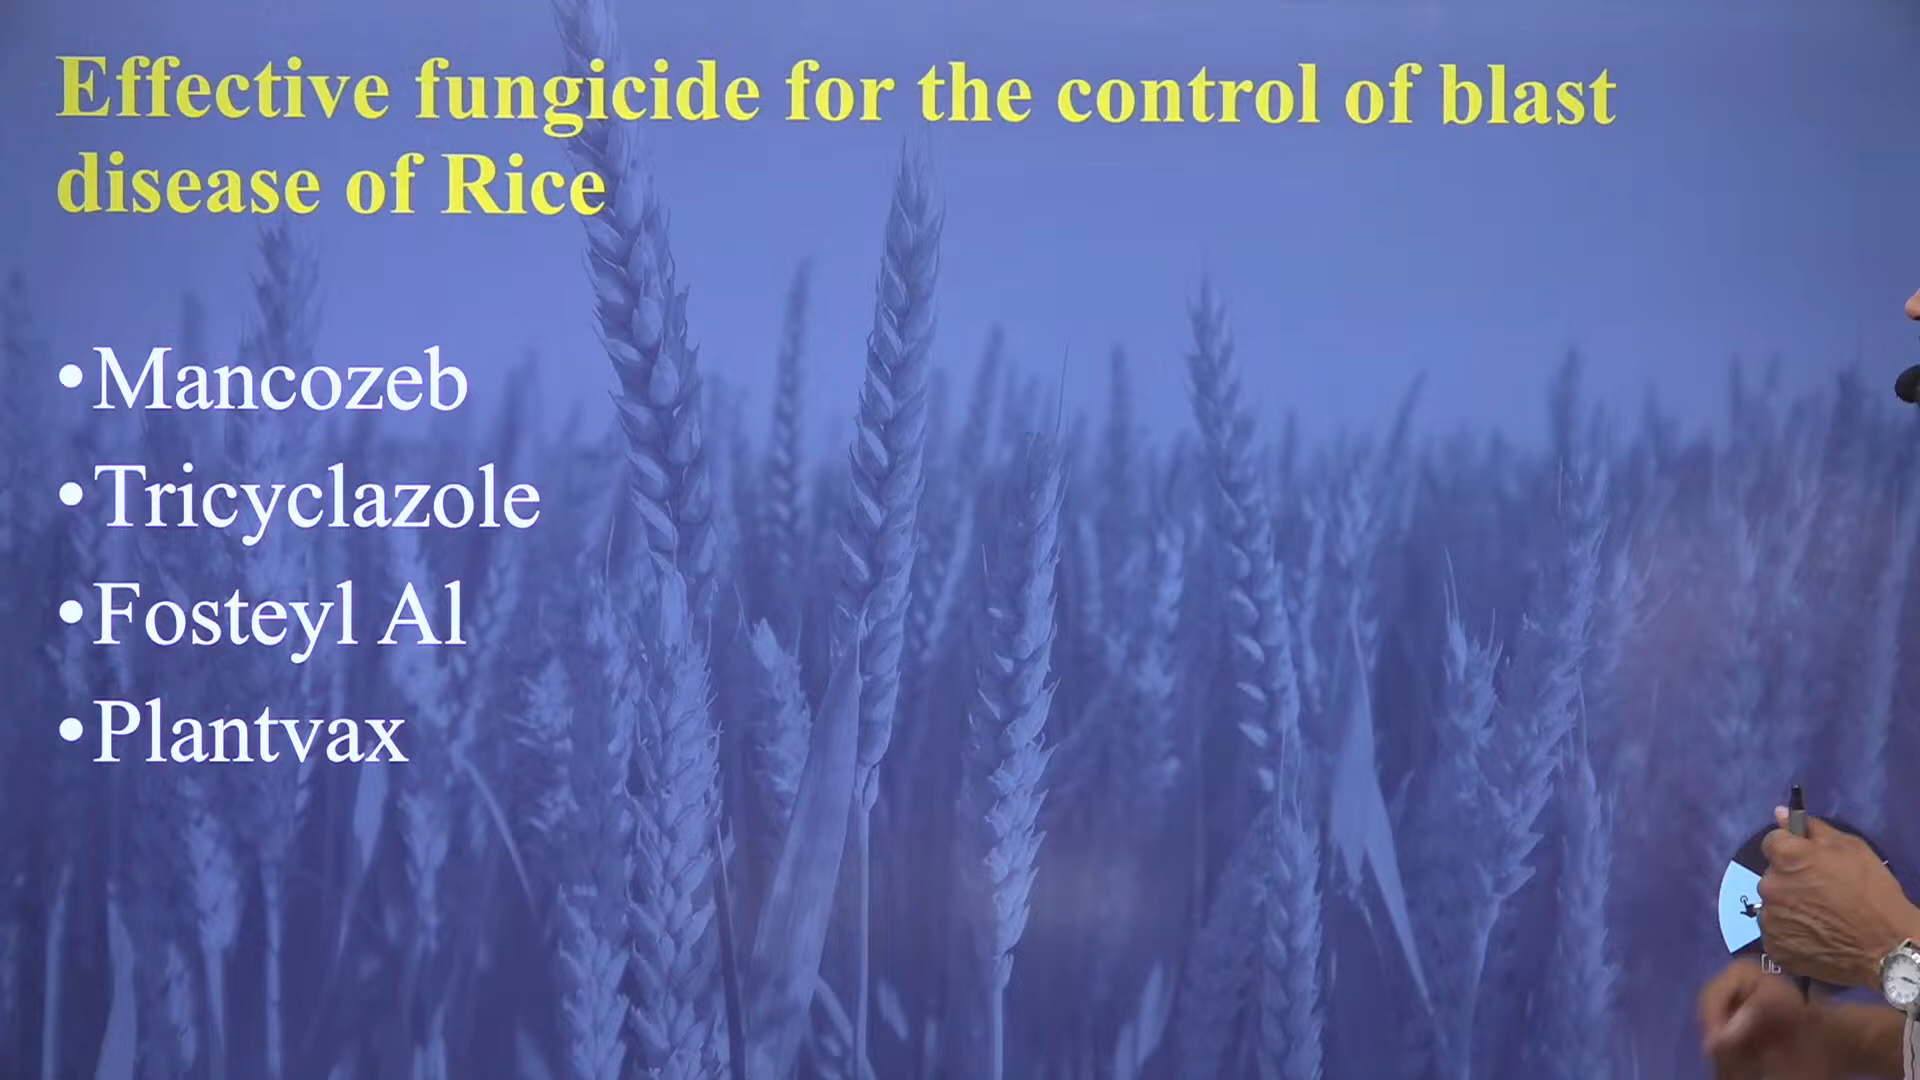 Effective fungicide for the control of blast
disease of Rice
•Mancozeb
•Tricyclazole
•Fosteyl Al
•Plantvax